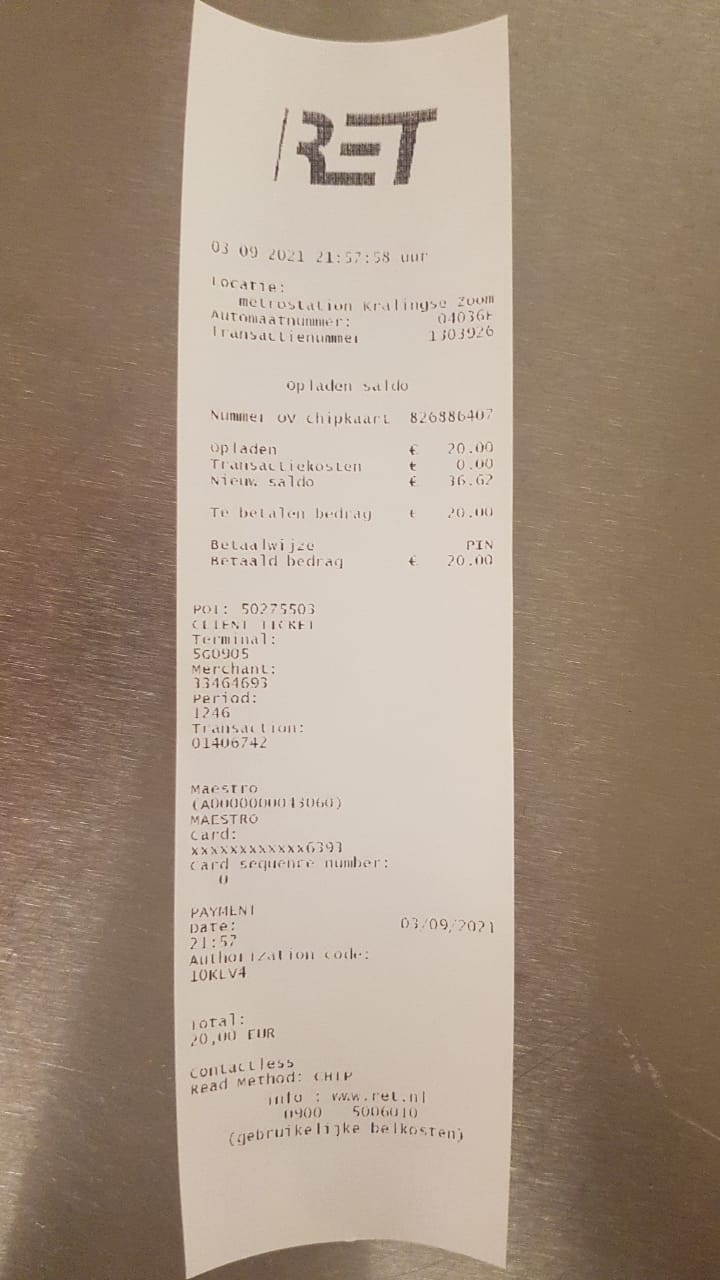 RET
03 09 2021 21:57:58 uur
Locatie:
metrostation Kralingse Zoom
Automaatnummer: 04036F
Transactienummer 1303926
Opladen saldo
Nummer OV chipkaart 826886407
Opladen € 20.00
Transactiekosten € 0.00
Nieuw saldo € 36.62
Te betalen bedrag € 20.00
Betaalwijze PIN
Betaald bedrag € 20.00
POI: 50275503
CLIENT TICKET
Terminal:
5G0905
Merchant:
33464693
Period:
1246
Transaction:
01406742
Maestro
(A0000000043060)
MAESTRO
Card:
xxxxxxxxxxxx6393
Card sequence number:
0
PAYMENT
Date: 03/09/2021
21:57
Authorization code:
10KLV4
Total:
20,00 EUR
Contactless
Read Method: CHIP
info : www.ret.nl
0900 5006010
(gebruikelijke belkosten)